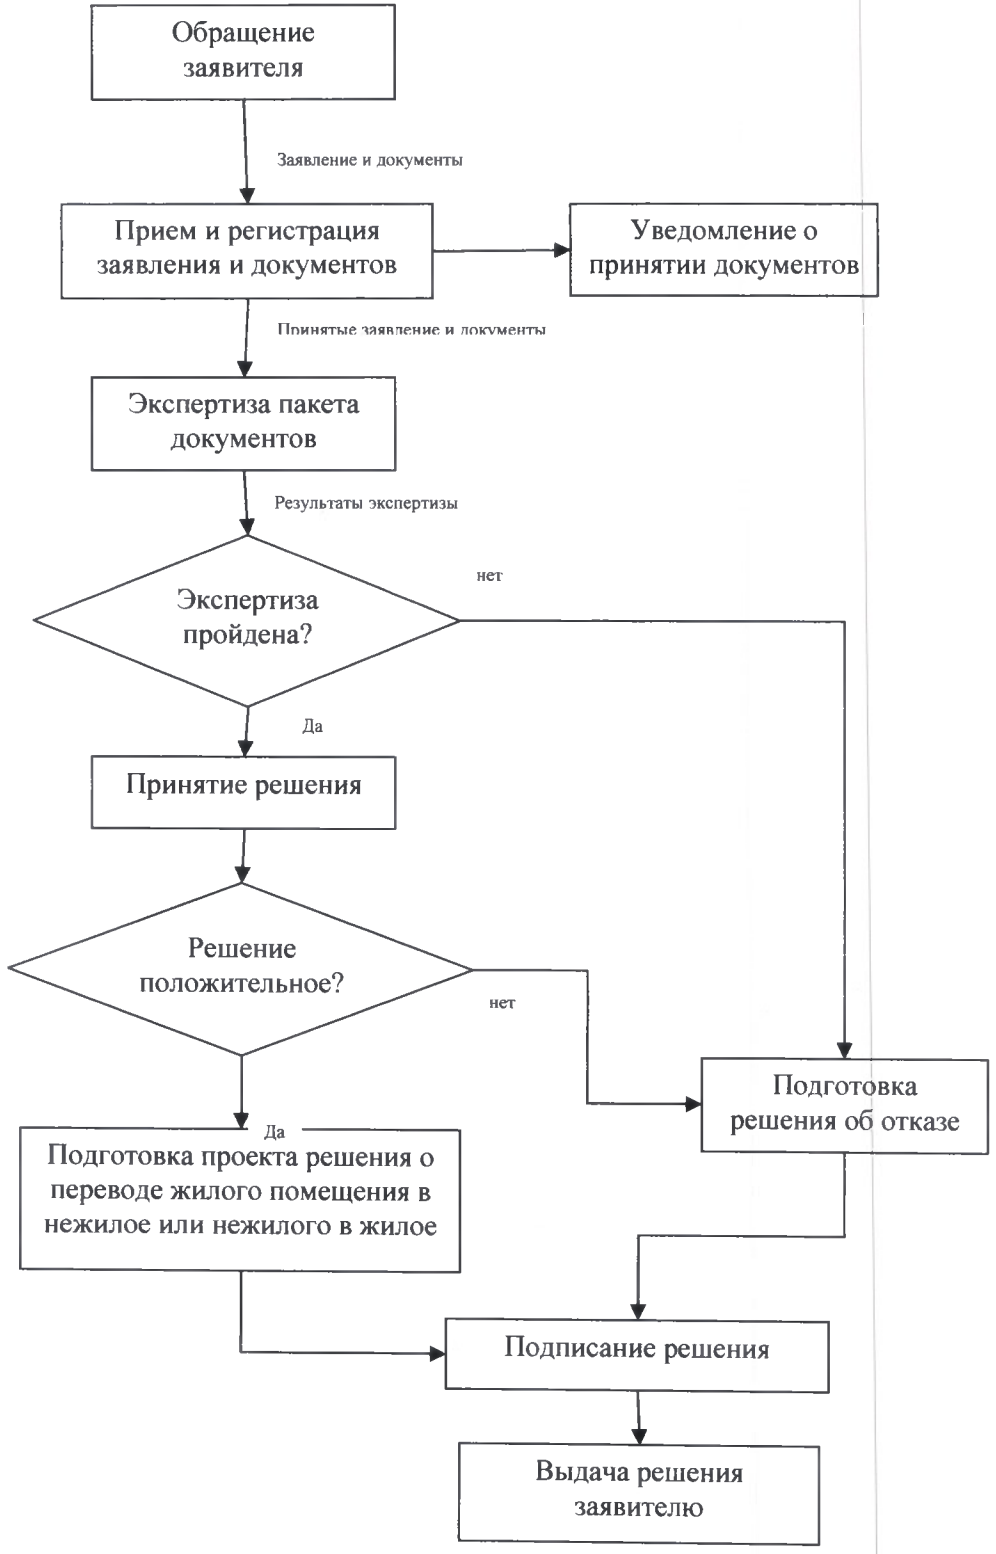 Обращение
заявителя
Заявление и документы
Прием и регистрация
заявления и документов
Уведомление о
принятии документов
Принятые заявление и документы
Экспертиза пакета
документов
Результаты экспертизы
Экспертиза
пройдена?
нет
Да
Принятие решения
Решение
положительное?
нет
Подготовка
решения об отказе
Да
Подготовка проекта решения о
переводе жилого помещения в
нежилое или нежилого в жилое
Подписание решения
Выдача решения
заявителю